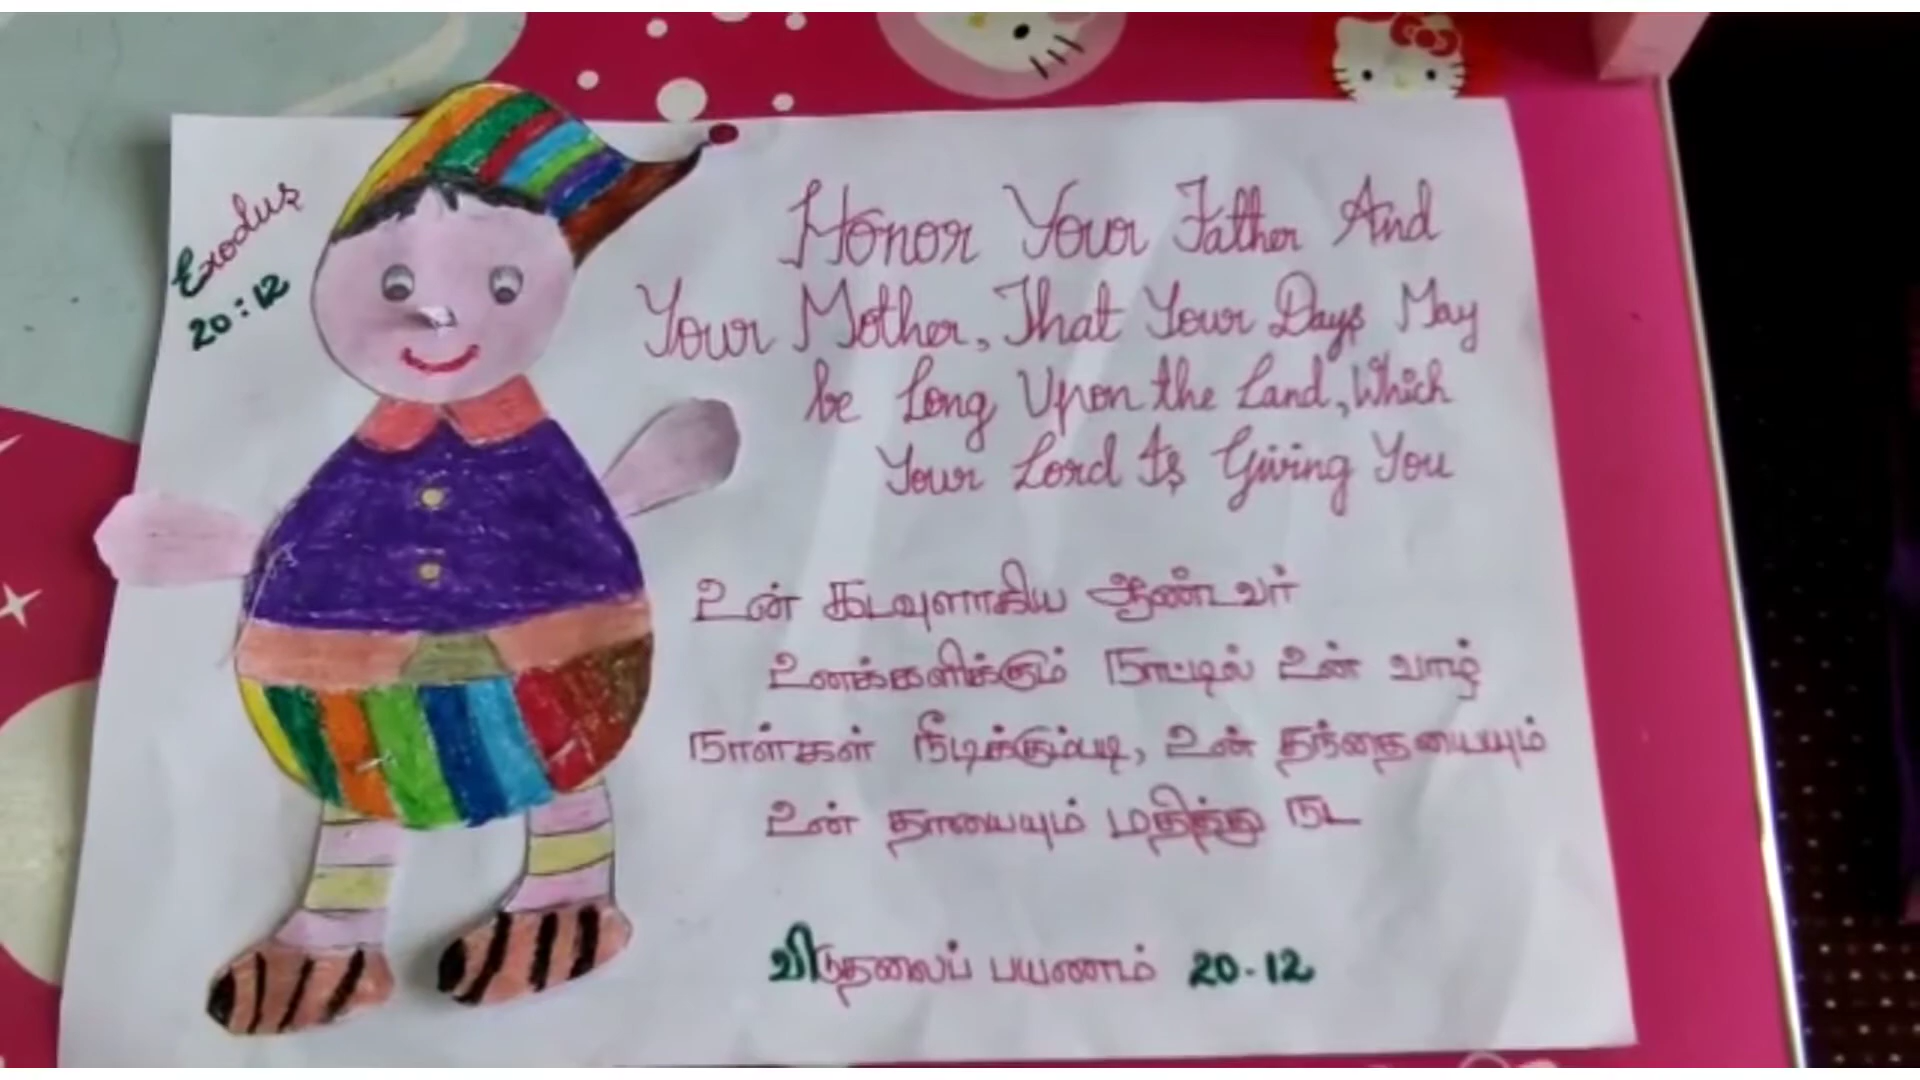 Exodus
20:12
Honor Your Father And
Your Mother, That Your Days May
be Long Upon the Land, Which
Your Lord Is Giving You
உன் கடவுளாகிய ஆண்டவர்
உனக்களிக்கும் நாட்டில் உன் வாழ்
நாள்கள் நீடிக்கும்படி, உன் தந்தையையும்
உன் தாயையும் மதித்து நட
விடுதலைப் பயணம் 20-12